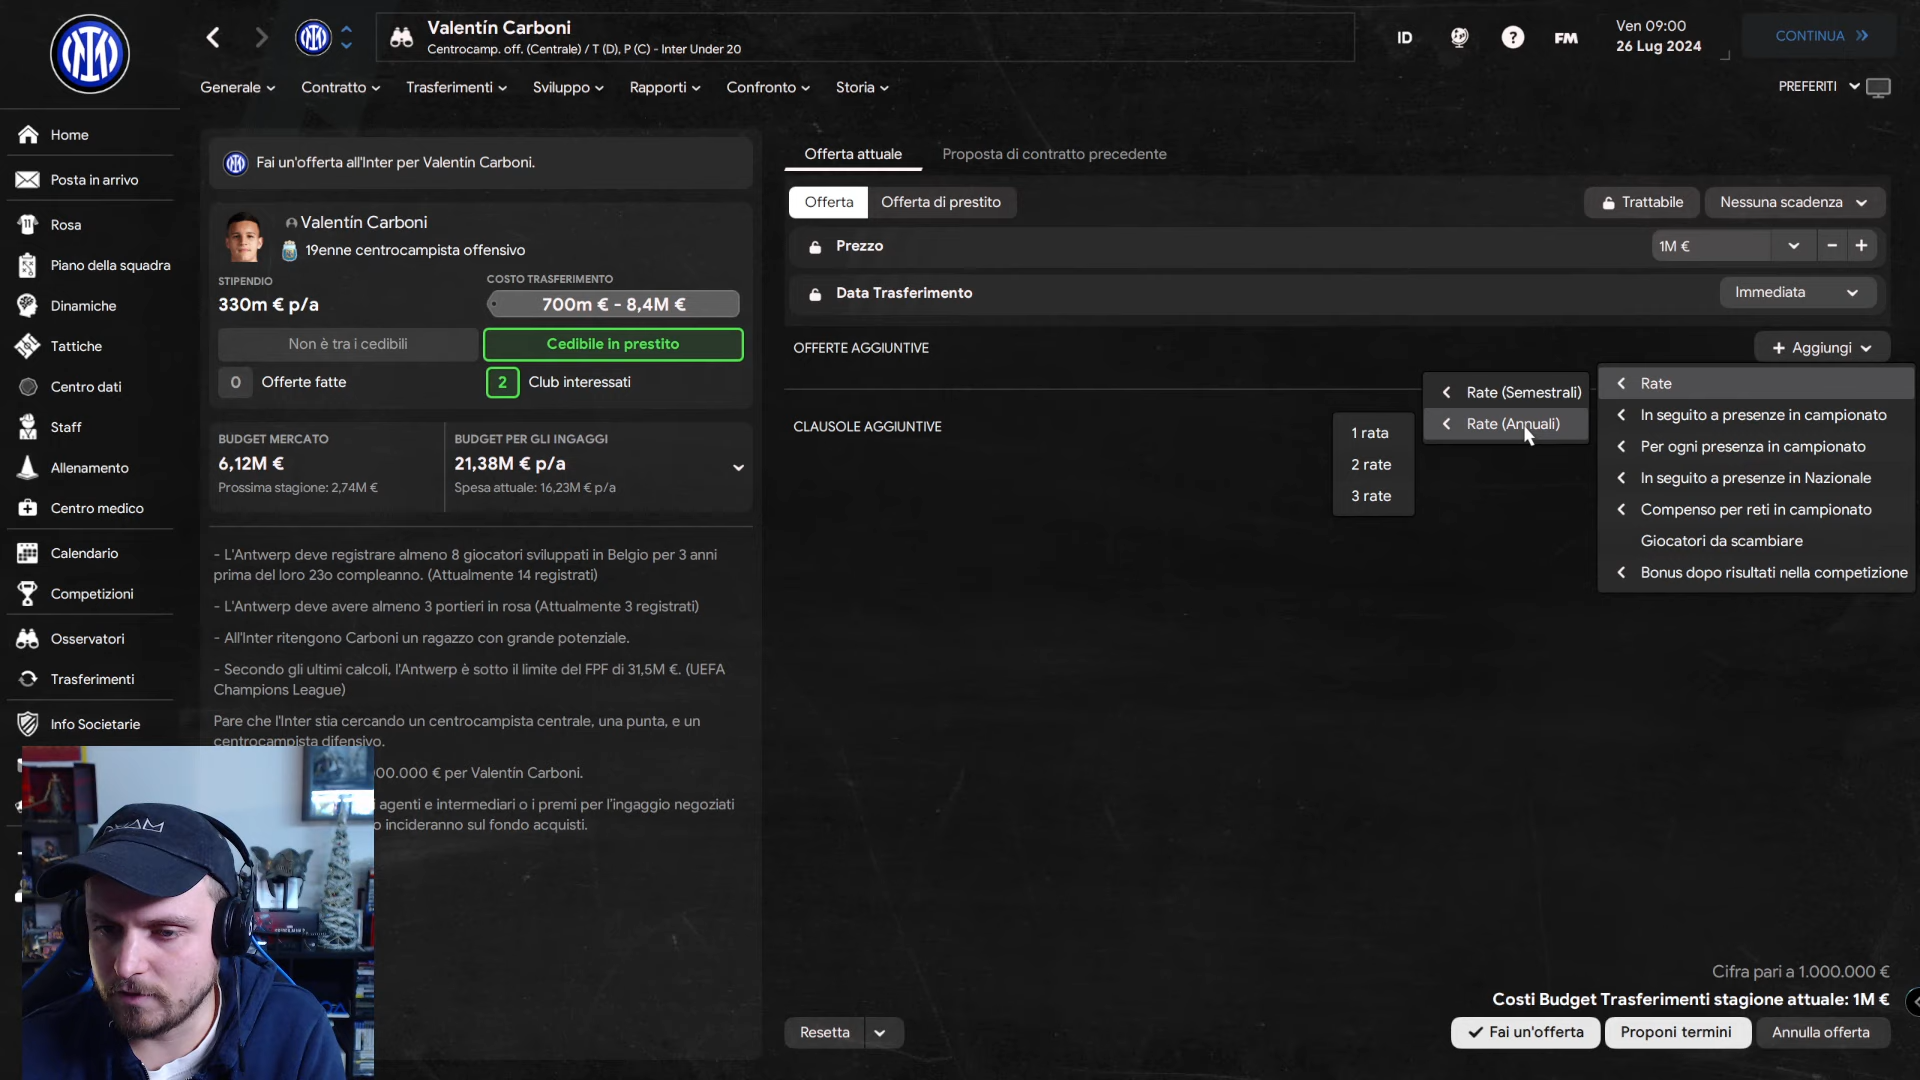 Valentín Carboni
Centrocamp. off. (Centrale) / T (D), P (C) - Inter Under 20
ID
FM
Ven 09:00
26 Lug 2024
CONTINUA
Generale
Contratto
Trasferimenti
Sviluppo
Rapporti
Confronto
Storia
PREFERITI
Home
Posta in arrivo
Rosa
Piano della squadra
Dinamiche
Tattiche
Centro dati
Staff
Allenamento
Centro medico
Calendario
Competizioni
Osservatori
Trasferimenti
Info Societarie
Fai un'offerta all'Inter per Valentín Carboni.
Valentín Carboni
19enne centrocampista offensivo
STIPENDIO
330m € p/a
COSTO TRASFERIMENTO
700m € - 8,4M €
Non è tra i cedibili
Cedibile in prestito
0 Offerte fatte
2 Club interessati
BUDGET MERCATO
6,12M €
Prossima stagione: 2,74M €
BUDGET PER GLI INGAGGI
21,38M € p/a
Spesa attuale: 16,23M € p/a
- L'Antwerp deve registrare almeno 8 giocatori sviluppati in Belgio per 3 anni
prima del loro 23o compleanno. (Attualmente 14 registrati)
- L'Antwerp deve avere almeno 3 portieri in rosa (Attualmente 3 registrati)
- All'Inter ritengono Carboni un ragazzo con grande potenziale.
- Secondo gli ultimi calcoli, l'Antwerp è sotto il limite del FPF di 31,5M €. (UEFA
Champions League)
Pare che l'Inter stia cercando un centrocampista centrale, una punta, e un
centrocampista difensivo.
00.000 € per Valentín Carboni.
i agenti e intermediari o i premi per l'ingaggio negoziati
o incideranno sul fondo acquisti.
Offerta attuale
Proposta di contratto precedente
Offerta
Offerta di prestito
Trattabile
Nessuna scadenza
Prezzo
1M €
Data Trasferimento
Immediata
OFFERTE AGGIUNTIVE
Aggiungi
CLAUSOLE AGGIUNTIVE
1 rata
2 rate
3 rate
Rate (Semestrali)
Rate (Annuali)
Rate
In seguito a presenze in campionato
Per ogni presenza in campionato
In seguito a presenze in Nazionale
Compenso per reti in campionato
Giocatori da scambiare
Bonus dopo risultati nella competizione
Cifra pari a 1.000.000 €
Costi Budget Trasferimenti stagione attuale: 1M €
Resetta
Fai un'offerta
Proponi termini
Annulla offerta